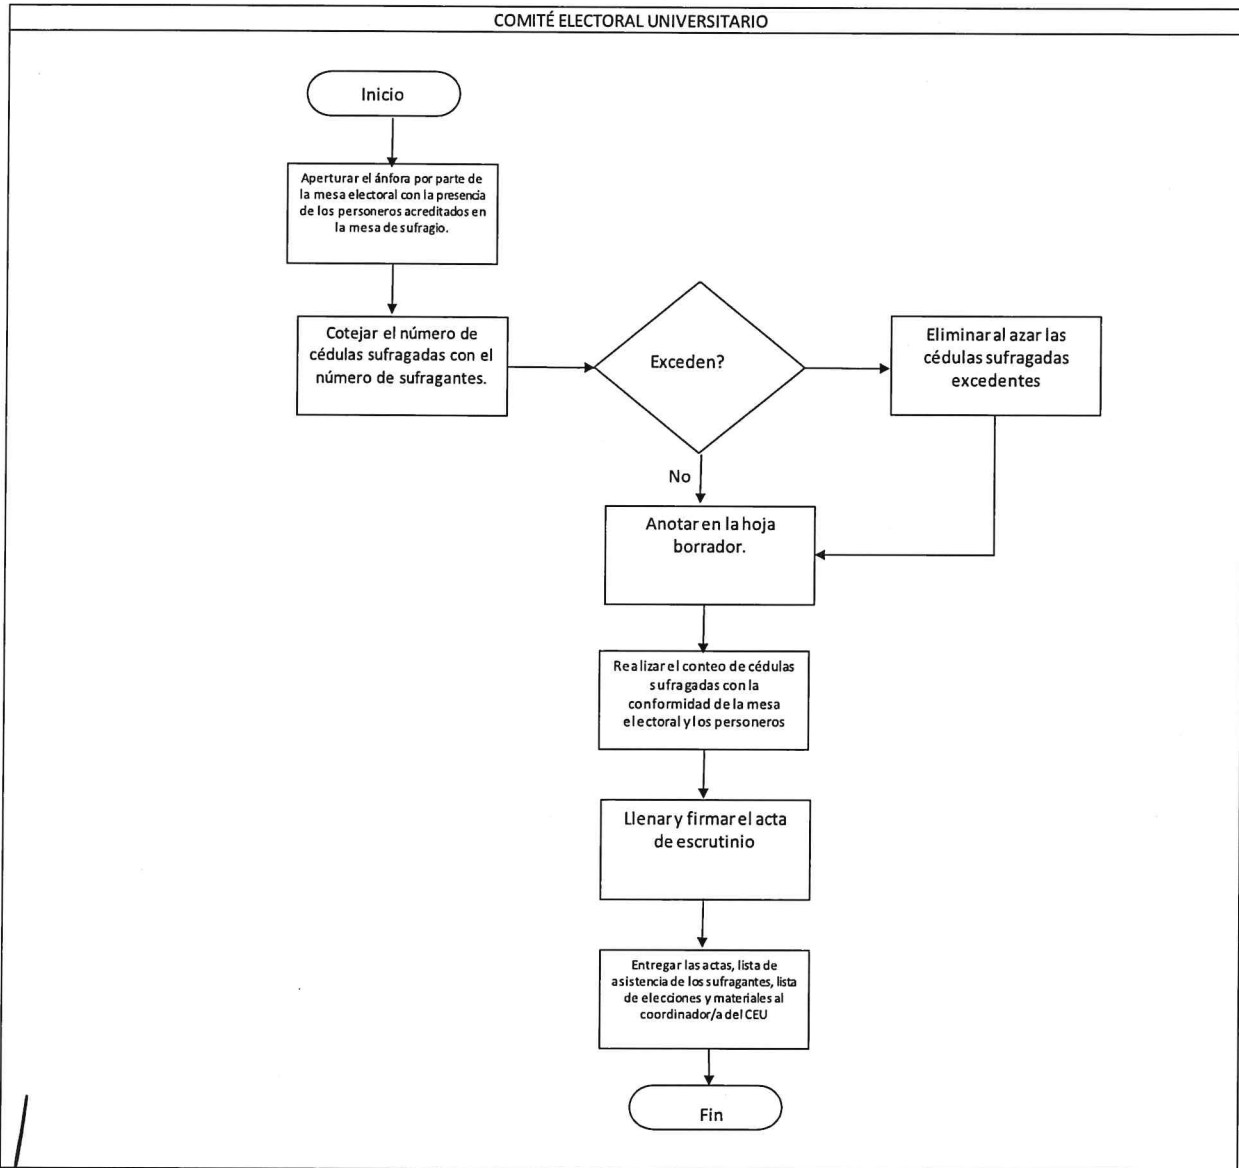 COMITÉ ELECTORAL UNIVERSITARIO
Inicio
Aperturar el ánfora por parte de
la mesa electoral con la presencia
de los personeros acreditados en
la mesa de sufragio.
Cotejar el número de
cédulas sufragadas con el
número de sufragantes.
Exceden?
Eliminar al azar las
cédulas sufragadas
excedentes
No
Anotar en la hoja
borrador.
Realizar el conteo de cédulas
sufragadas con la
conformidad de la mesa
electoral y los personeros
Llenar y firmar el acta
de escrutinio
Entregar las actas, lista de
asistencia de los sufragantes, lista
de elecciones y materiales al
coordinador/a del CEU
Fin